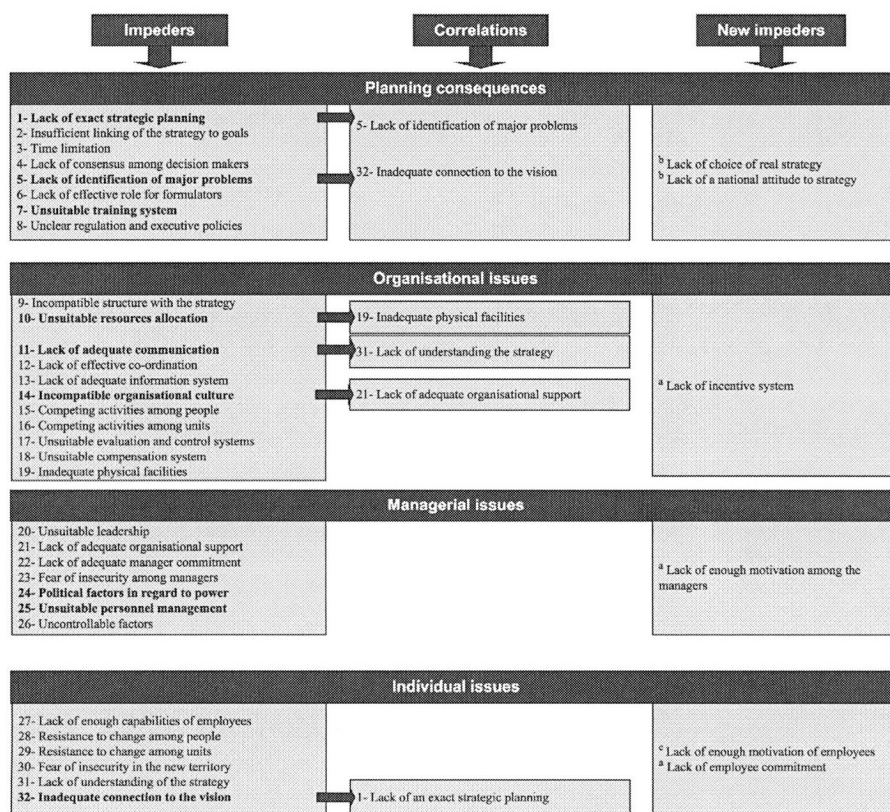 Impeders
Correlations
New impeders
Planning consequences
1- Lack of exact strategic planning
2- Insufficient linking of the strategy to goals
3- Time limitation
4- Lack of consensus among decision makers
5- Lack of identification of major problems
6- Lack of effective role for formulators
7- Unsuitable training system
8- Unclear regulation and executive policies
5- Lack of identification of major problems
32- Inadequate connection to the vision
b Lack of choice of real strategy
b Lack of a national attitude to strategy
Organisational issues
9- Incompatible structure with the strategy
10- Unsuitable resources allocation
11- Lack of adequate communication
12- Lack of effective co-ordination
13- Lack of adequate information system
14- Incompatible organisational culture
15- Competing activities among people
16- Competing activities among units
17- Unsuitable evaluation and control systems
18- Unsuitable compensation system
19- Inadequate physical facilities
19- Inadequate physical facilities
31- Lack of understanding the strategy
21- Lack of adequate organisational support
a Lack of incentive system
Managerial issues
20- Unsuitable leadership
21- Lack of adequate organisational support
22- Lack of adequate manager commitment
23- Fear of insecurity among managers
24- Political factors in regard to power
25- Unsuitable personnel management
26- Uncontrollable factors
a Lack of enough motivation among the
managers
Individual issues
27- Lack of enough capabilities of employees
28- Resistance to change among people
29- Resistance to change among units
30- Fear of insecurity in the new territory
31- Lack of understanding of the strategy
32- Inadequate connection to the vision
1- Lack of an exact strategic planning
c Lack of enough motivation of employees
a Lack of employee commitment